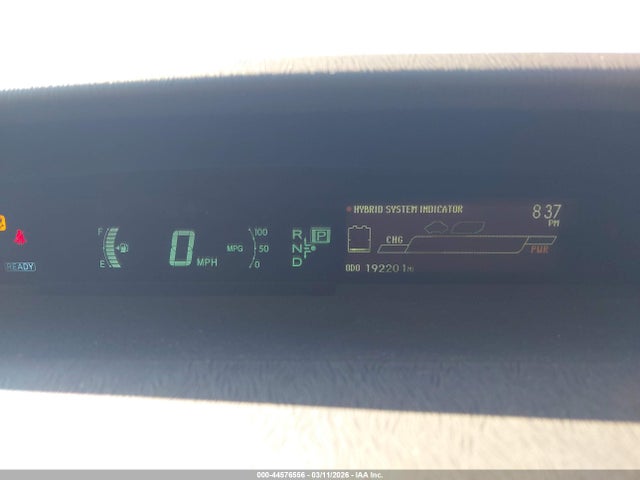 HYBRID SYSTEM INDICATOR
8:37
PM
F
E
0 MPH
MPG
100
50
0
R
N
D
P
CHG
PWR
ODO 192201
READY
000-44576556 - 03/11/2026 - IAA Inc.